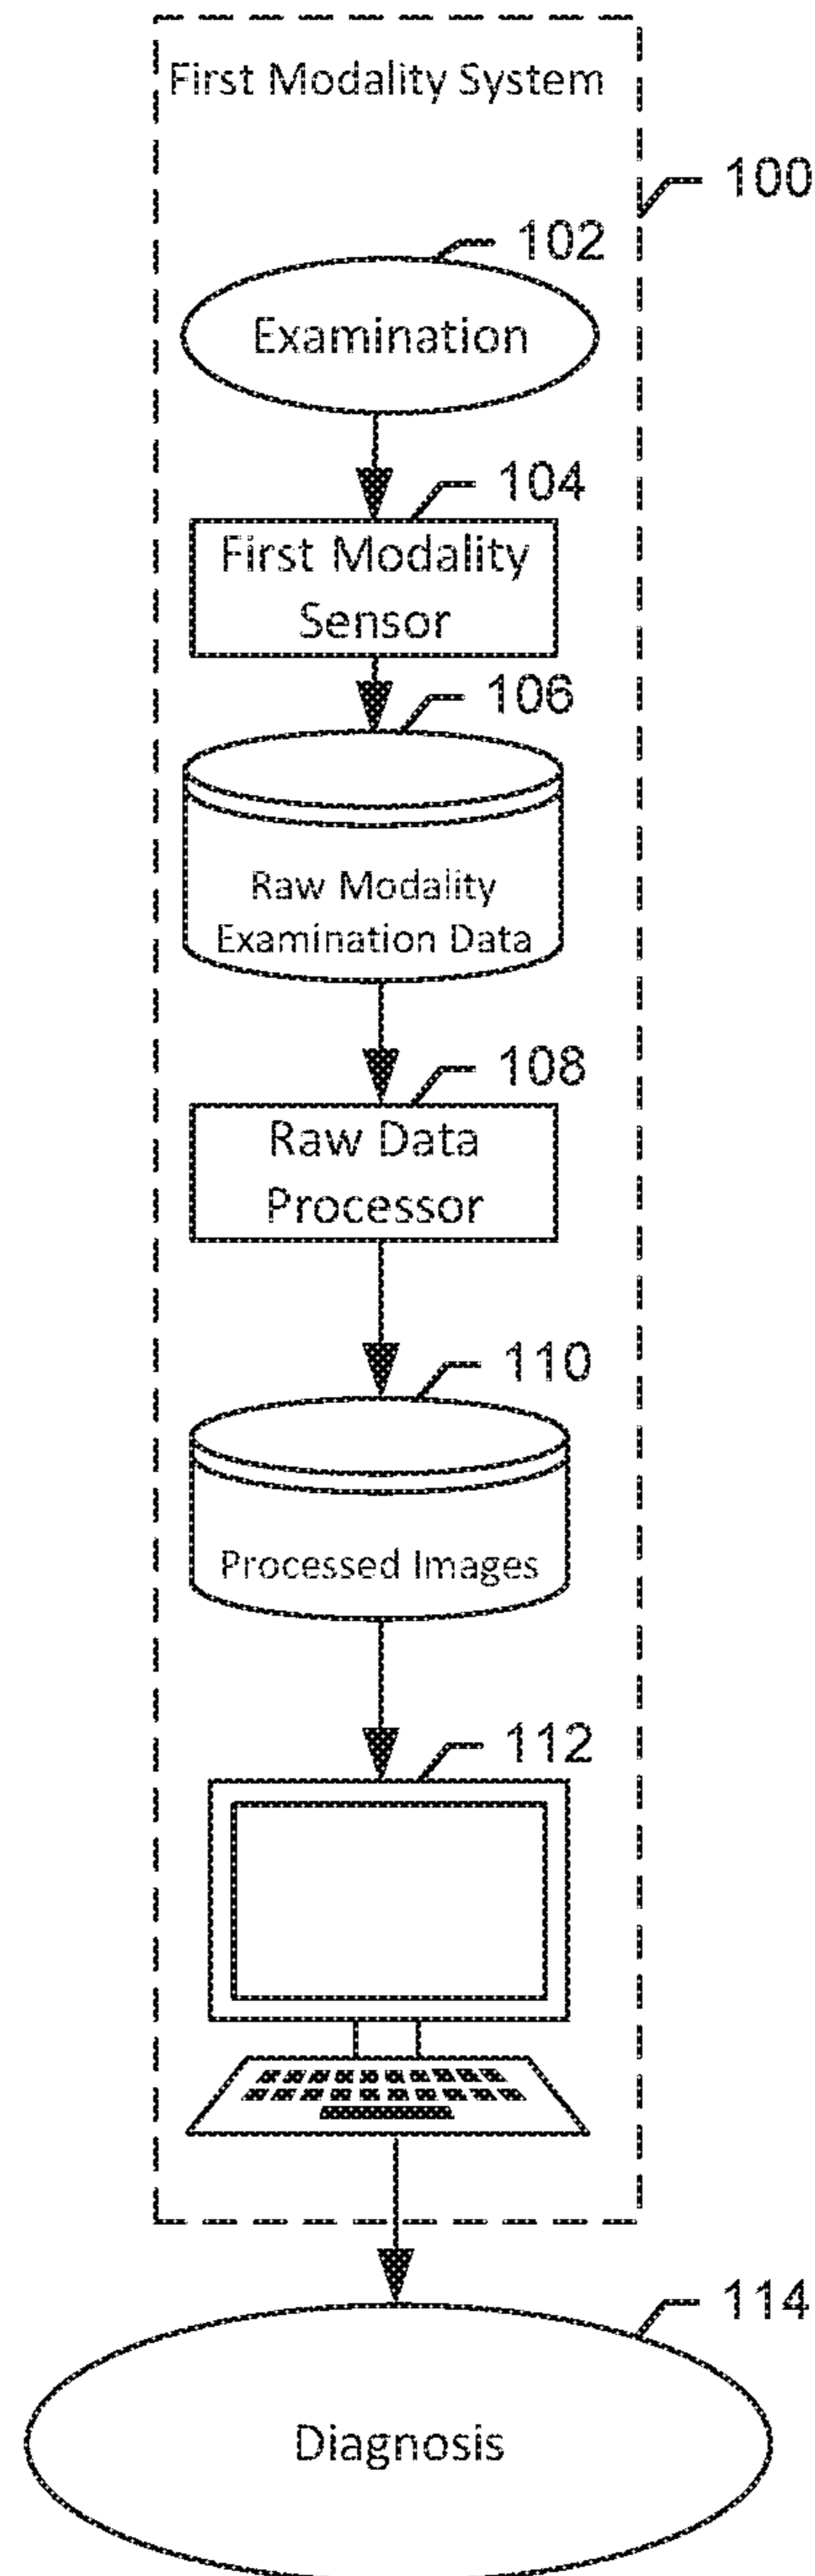 First Modality System
100
102
Examination
104
First Modality
Sensor
106
Raw Modality
Examination Data
108
Raw Data
Processor
110
Processed Images
112
114
Diagnosis